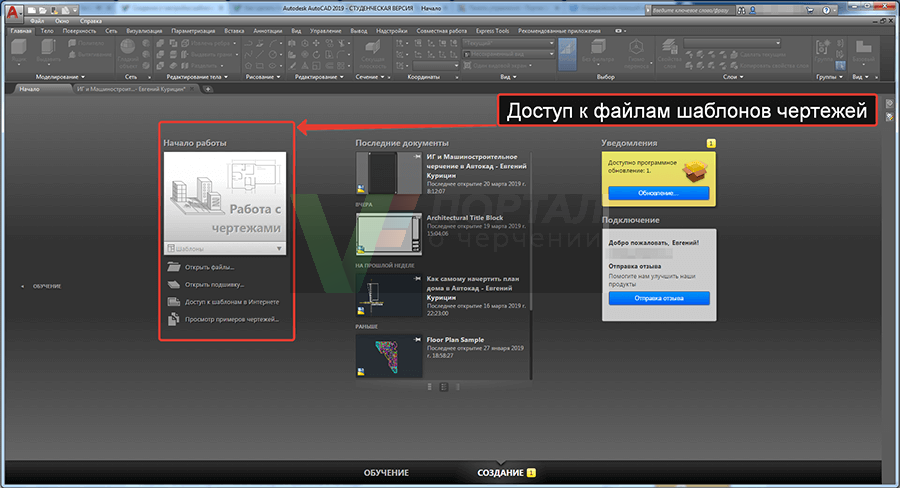 Autodesk AutoCAD 2019 - СТУДЕНЧЕСКАЯ ВЕРСИЯ Начало
Введите ключевое слово/фразу
Файл Окно Справка
Главная Тело Поверхность Сеть Визуализации Параметризация Вставка Аннотации Вид Управление Вывод Надстройки Совместная работа Express Tools Рекомендованные приложения
Моделирование Сеть Редактирование тела Рисование Редактирование Сечение Координаты Вид Выбор Слои Группы Вид
Начало ИГ и Машиностроит... - Евгений Курицин*
Доступ к файлам шаблонов чертежей
Начало работы
Работа с
чертежами
Шаблоны
Открыть файлы...
Открыть подшивку...
Доступ к шаблонам в Интернете
Просмотр примеров чертежей...
Последние документы
ИГ и Машиностроительное
черчение в Автокад - Евгений
Курицин
Последнее открытие 20 марта 2019 г.
8:12:07
ВЧЕРА
Architectural Title Block
Последнее открытие 19 марта 2019 г.
15:04:06
НА ПРОШЛОЙ НЕДЕЛЕ
Как самому начертить план
дома в Автокад - Евгений
Курицин
Последнее открытие 16 марта 2019 г.
22:23:00
РАНЬШЕ
Floor Plan Sample
Последнее открытие 27 января 2019
г. 18:58:27
Уведомления 1
Доступно программное
обновление: 1.
Обновление...
Подключение
Добро пожаловать, Евгений!
Отправка отзыва
Помогите нам улучшить наши
продукты
Отправка отзыва
ПОРТАЛ
о черчении
ОБУЧЕНИЕ
ОБУЧЕНИЕ СОЗДАНИЕ 1